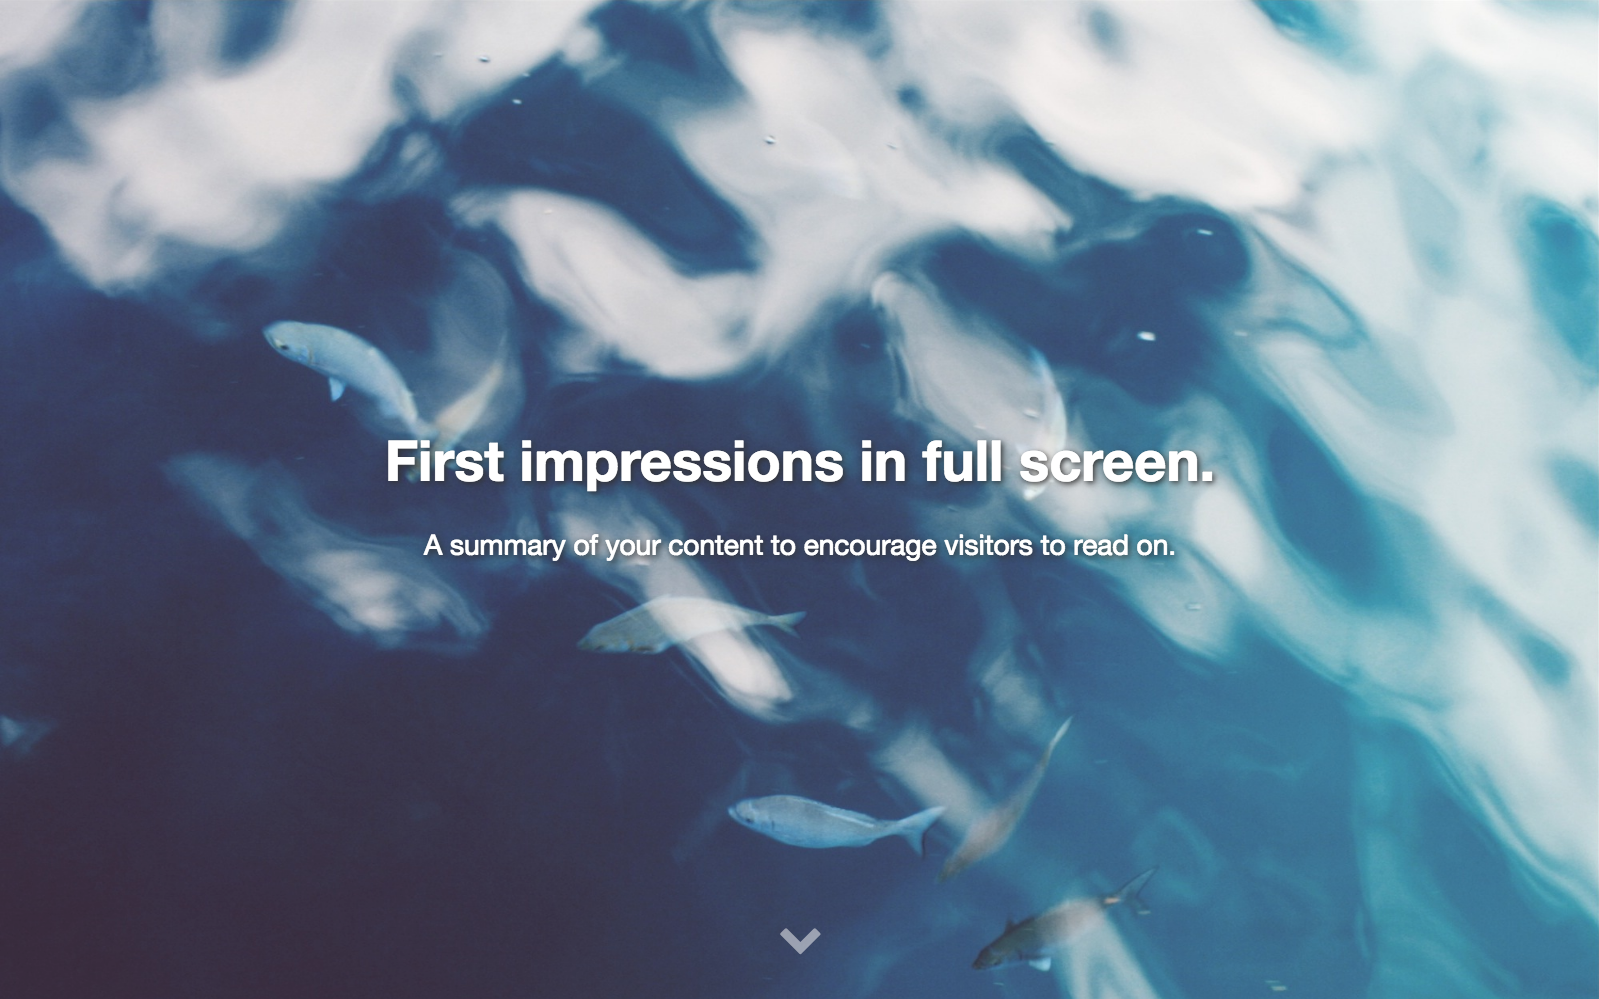 First impressions in full screen.
A summary of your content to encourage visitors to read on.